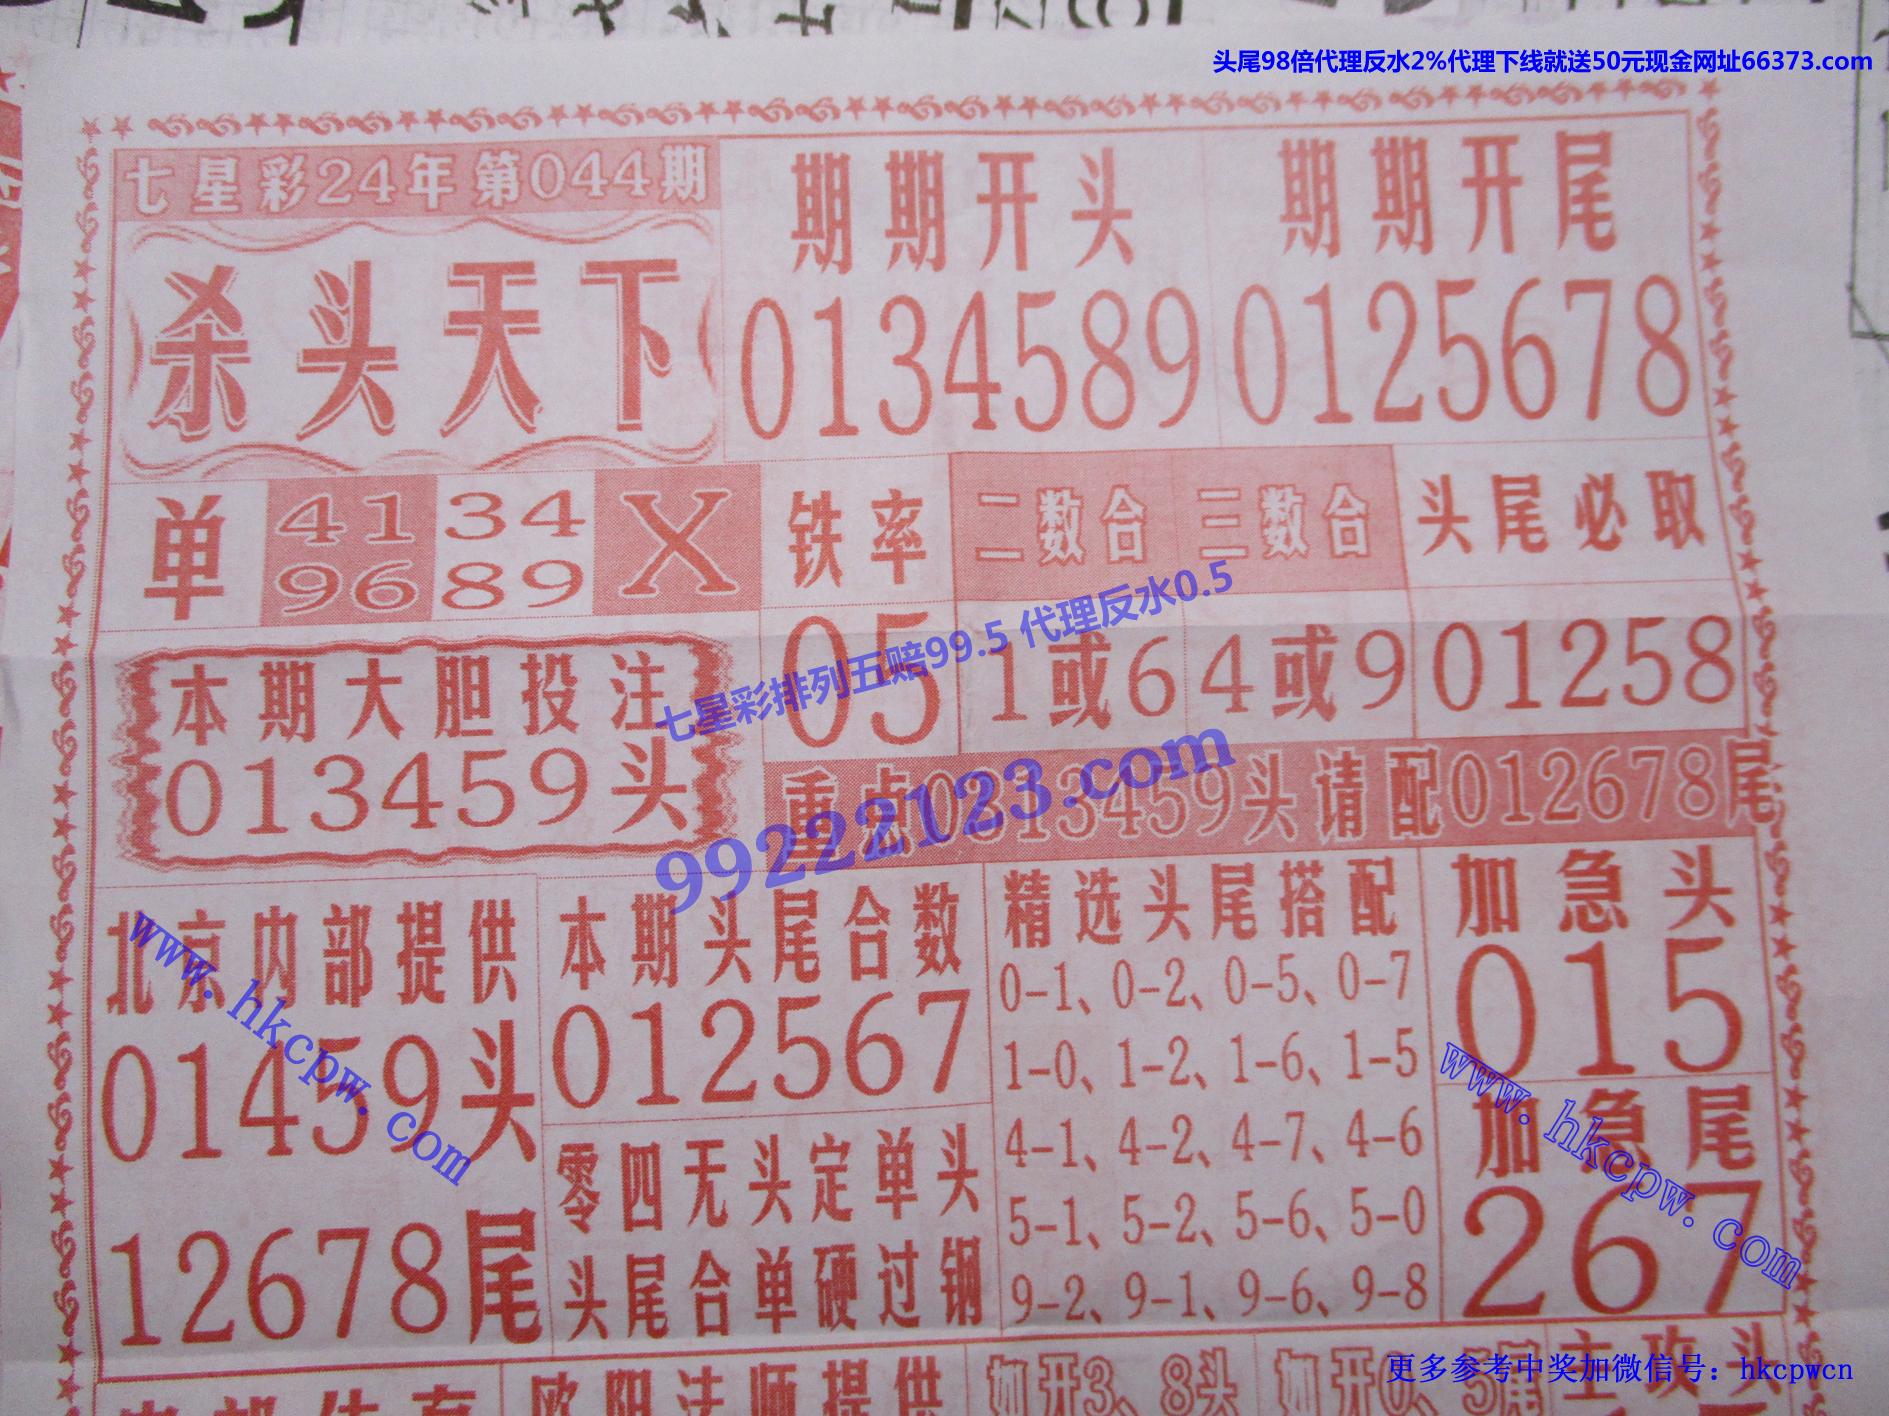 头尾98倍代理反水2%代理下线就送50元现金网址66373.com
七星彩24年第044期
杀头天下
期期开头
0134589
期期开尾
0125678
单
41 34
96 89
X
铁率
05
二数合
1或6
三数合
4或9
头尾必取
01258
本期大胆投注
013459头
七星彩排列五赔99.5 代理反水0.5
99222123.com
头请配012678尾
北京内部提供
01459头
12678尾
www.hkcpw.com
本期头尾合数
012567
零四无头定单头
头尾合单硬过钢
精选头尾搭配
0-1、0-2、0-5、0-7
1-0、1-2、1-6、1-5
4-1、4-2、4-7、4-6
5-1、5-2、5-6、5-0
9-2、9-1、9-6、9-8
加急头
015
加急尾
267
www.hkcpw.com
欧阳法师提供
如开3、8头
如开0、5尾
主攻头
更多参考中奖加微信号：hkcpwcn